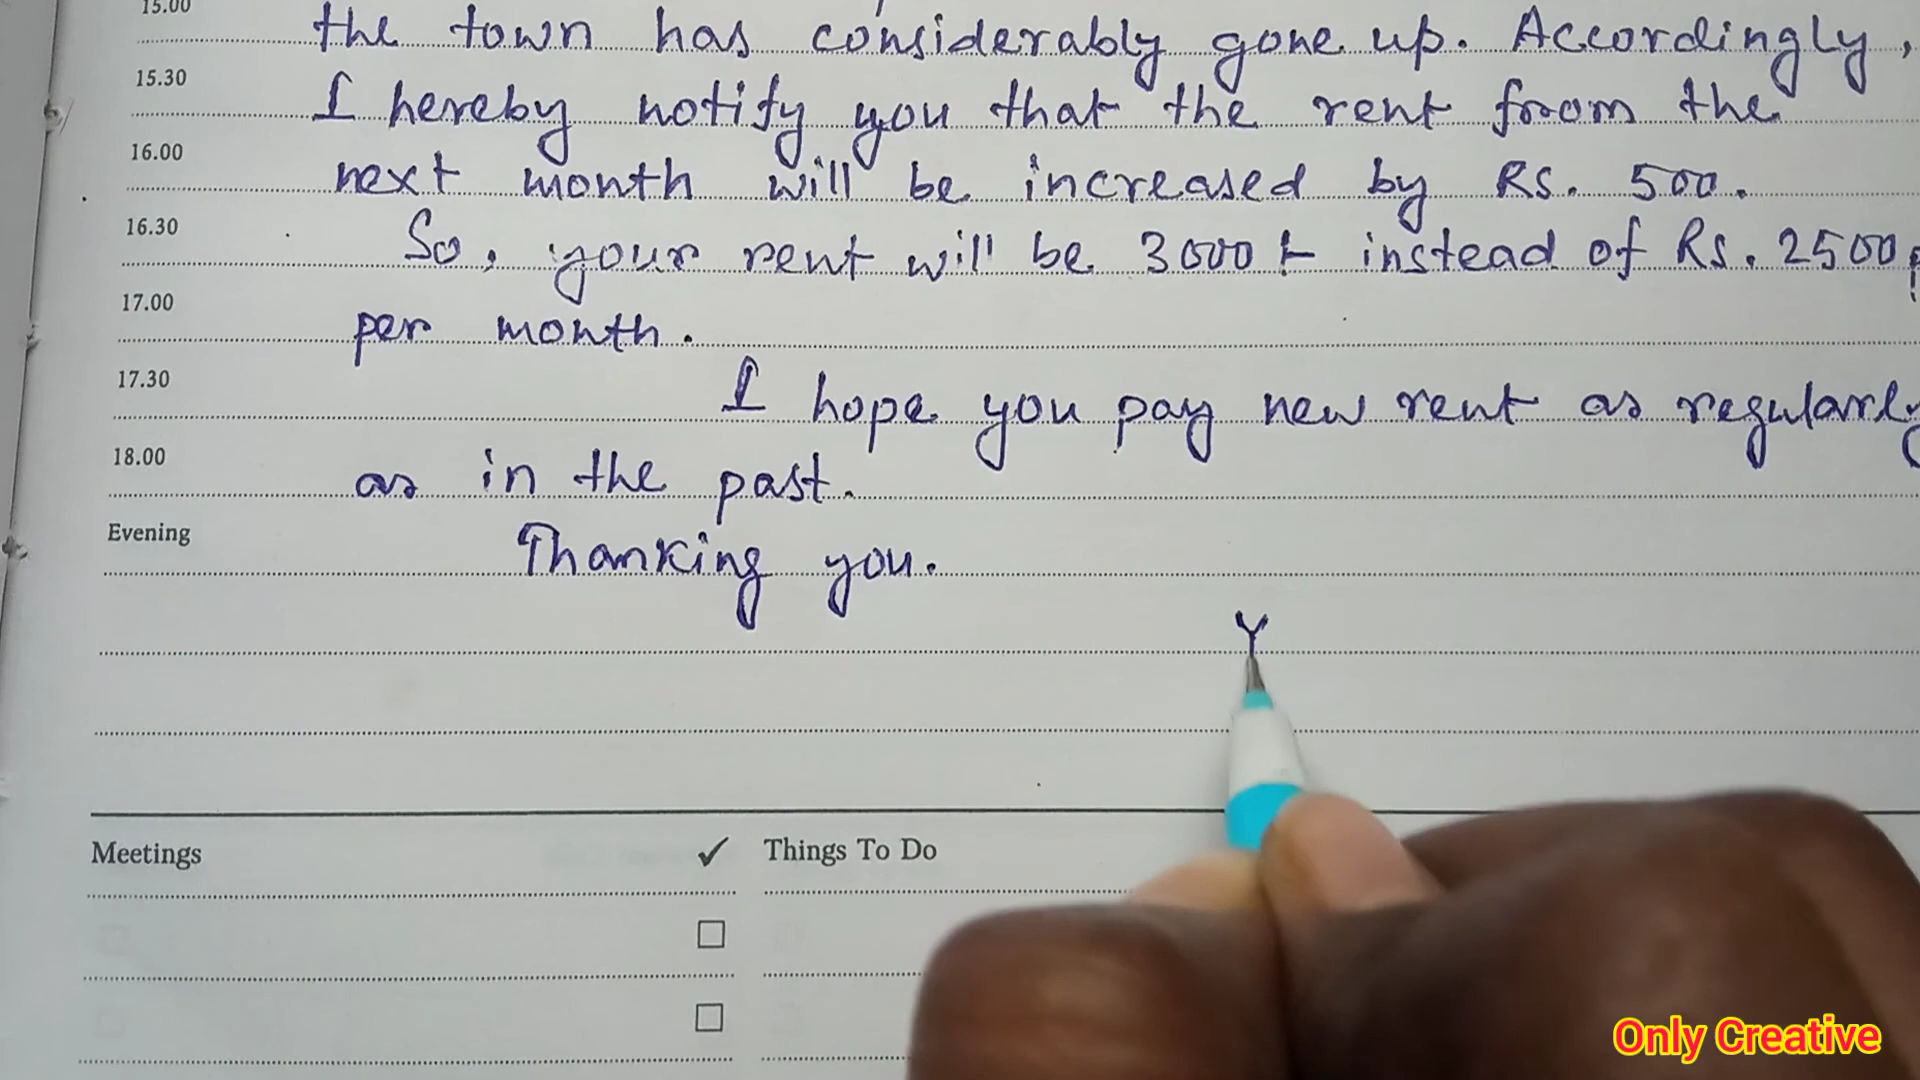 15.00
the town has considerably gone up. Accordingly,
15.30
I hereby notify you that the rent from the
16.00
next month will be increased by Rs. 500.
16.30
So, your rent will be 3000/- instead of Rs. 2500
17.00
per month.
17.30
I hope you pay new rent as regularly
18.00
as in the past.
Evening
Thanking you.
Y
Meetings ✓ Things To Do
Only Creative